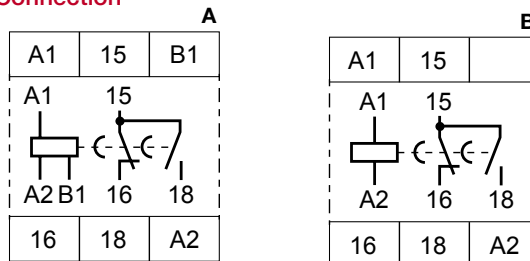 Connection
A
A1 15 B1
A1 15
A2 B1 16 18
16 18 A2
B
A1 15
A1 15
A2 16 18
16 18 A2